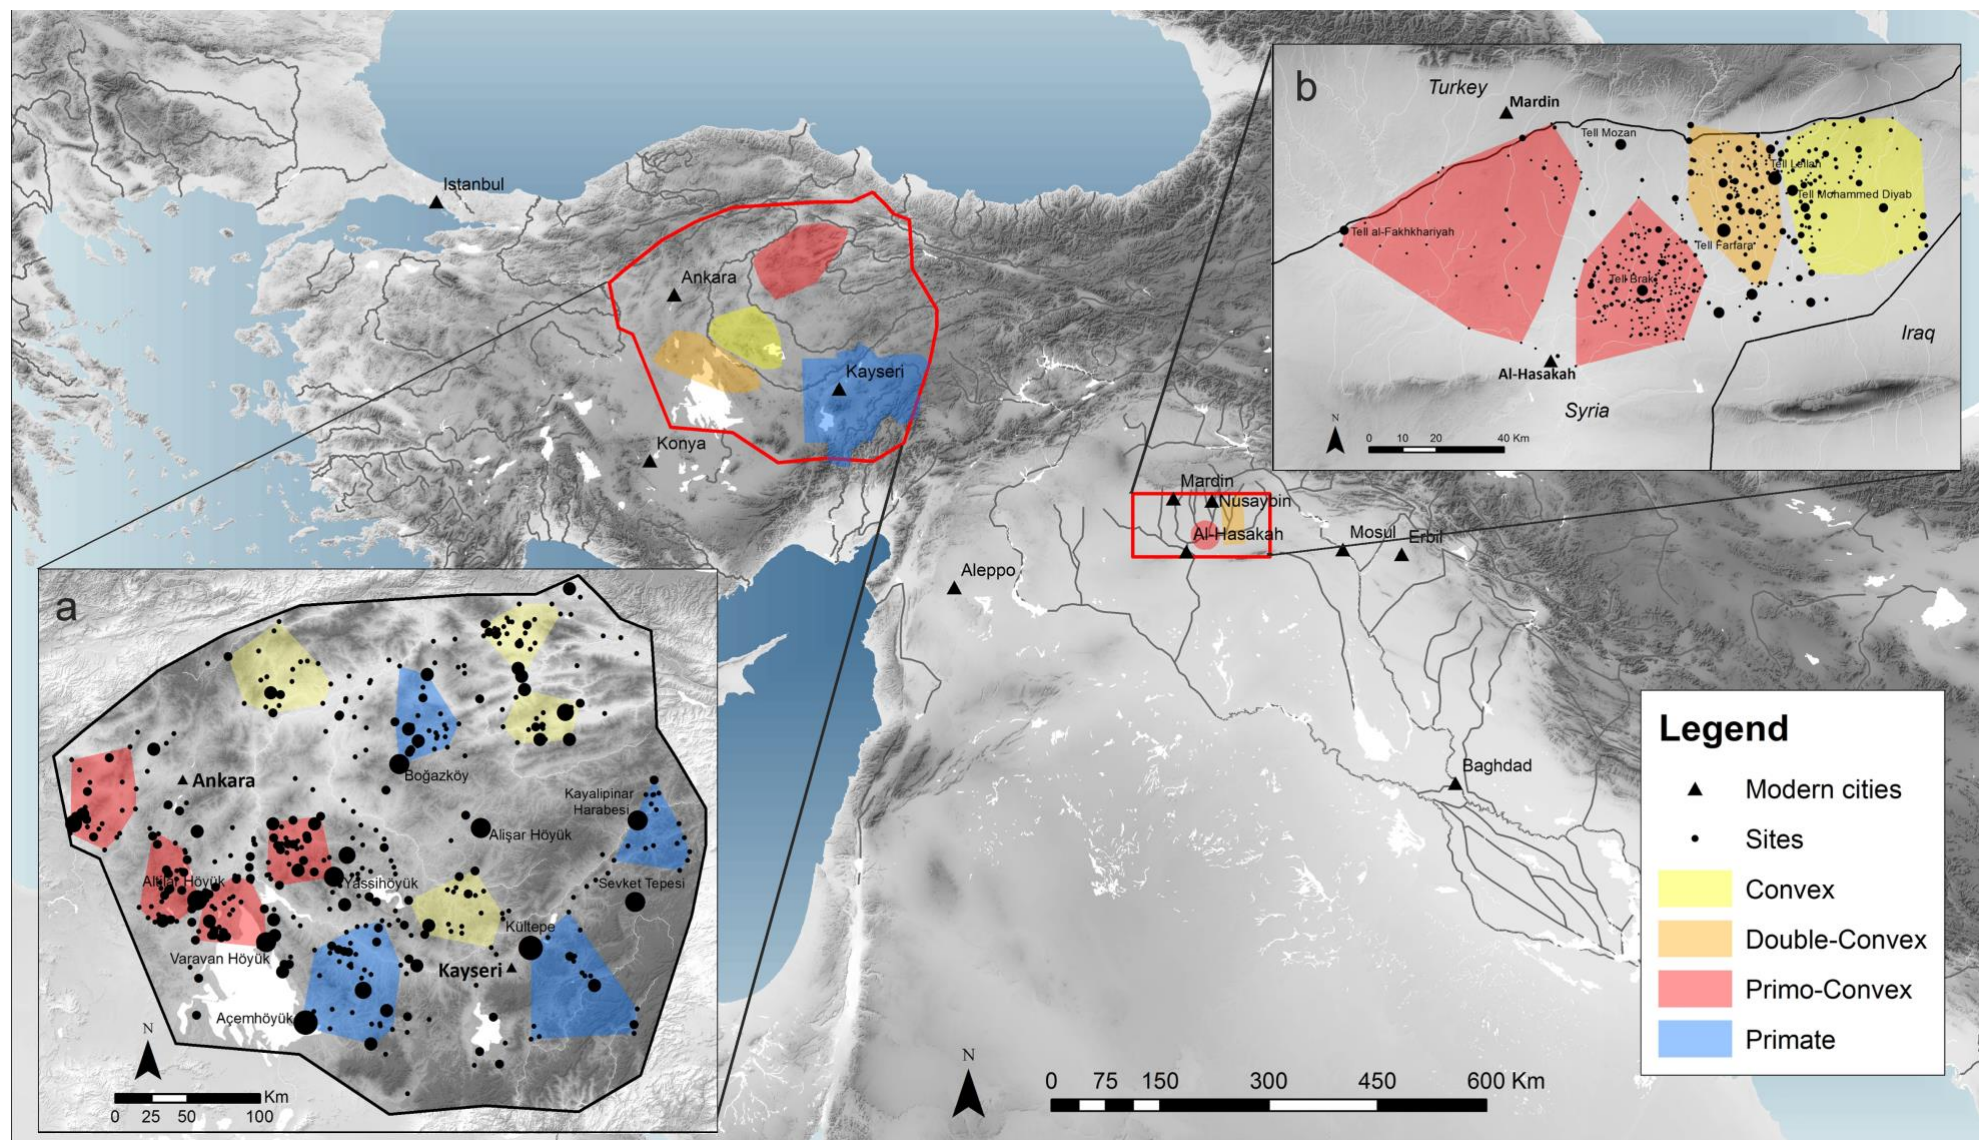 Istanbul
Ankara
Kayseri
Konya
Mardin
Nusaybin
Al-Hasakah
Mosul
Erbil
Aleppo
Baghdad
N
0 75 150 300 450 600 Km
b
Turkey
Mardin
Tell Mozan
Tell Leilan
Tell Mohammed Diyab
Tell al-Fakhkhariyah
Tell Farfara
Tell Brak
Iraq
Al-Hasakah
Syria
N
0 10 20 40 Km
a
Ankara
Boğazköy
Kayalipinar
Harabesi
Alişar Höyük
Altilar Höyük
Yassihöyük
Sevket Tepesi
Kültepe
Varavan Höyük
Kayseri
Açemhöyük
N
Km
0 25 50 100
Legend
Modern cities
Sites
Convex
Double-Convex
Primo-Convex
Primate